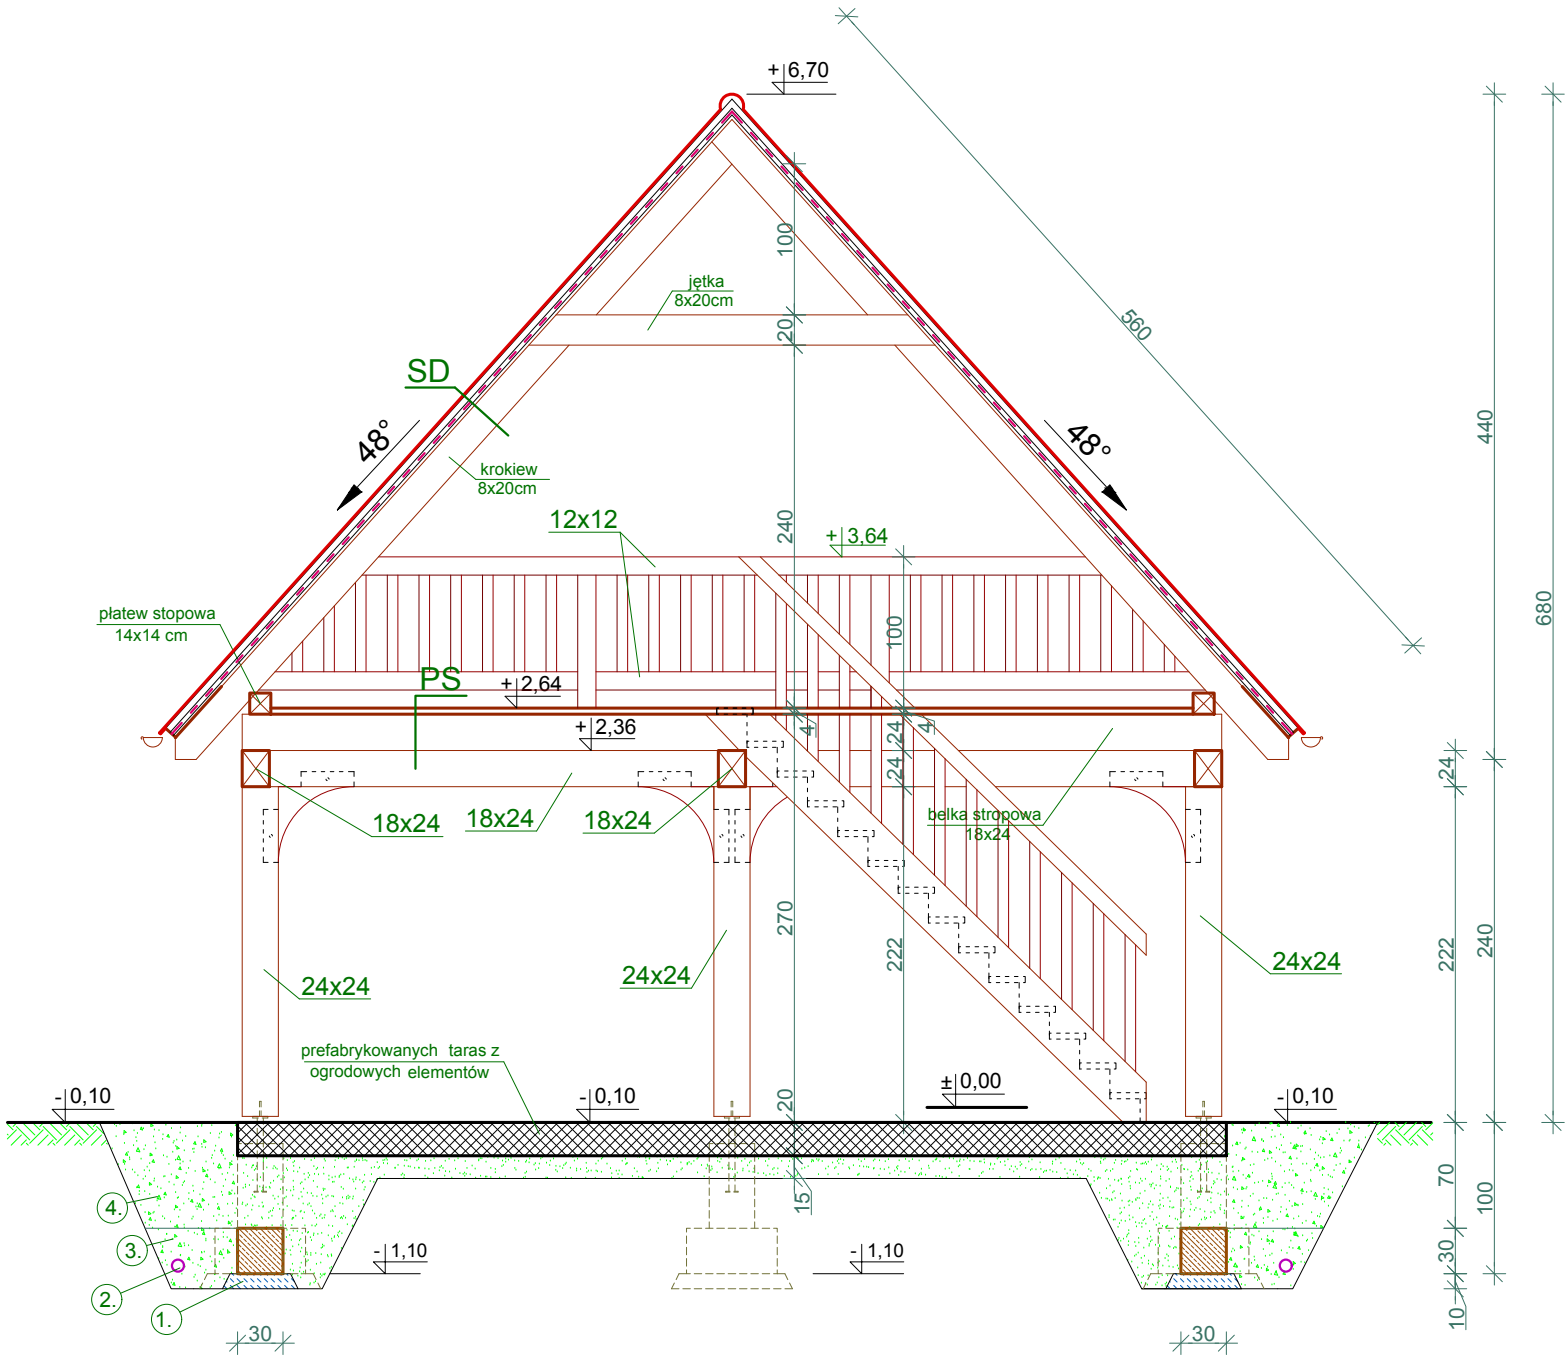 +6,70
560
100
jętka
8x20cm
20
SD
48°
48°
440
krokiew
8x20cm
12x12
240
+3,64
680
płatew stopowa
14x14 cm
100
PS
+2,64
+2,36
4
24
4
24
24
18x24
18x24
18x24
belka stropowa
18x24
270
222
222
240
24x24
24x24
24x24
prefabrykowanych taras z
ogrodowych elementów
-0,10
-0,10
20
±0,00
-0,10
15
70
100
4.
3.
30
-1,10
-1,10
2.
1.
10
30
30